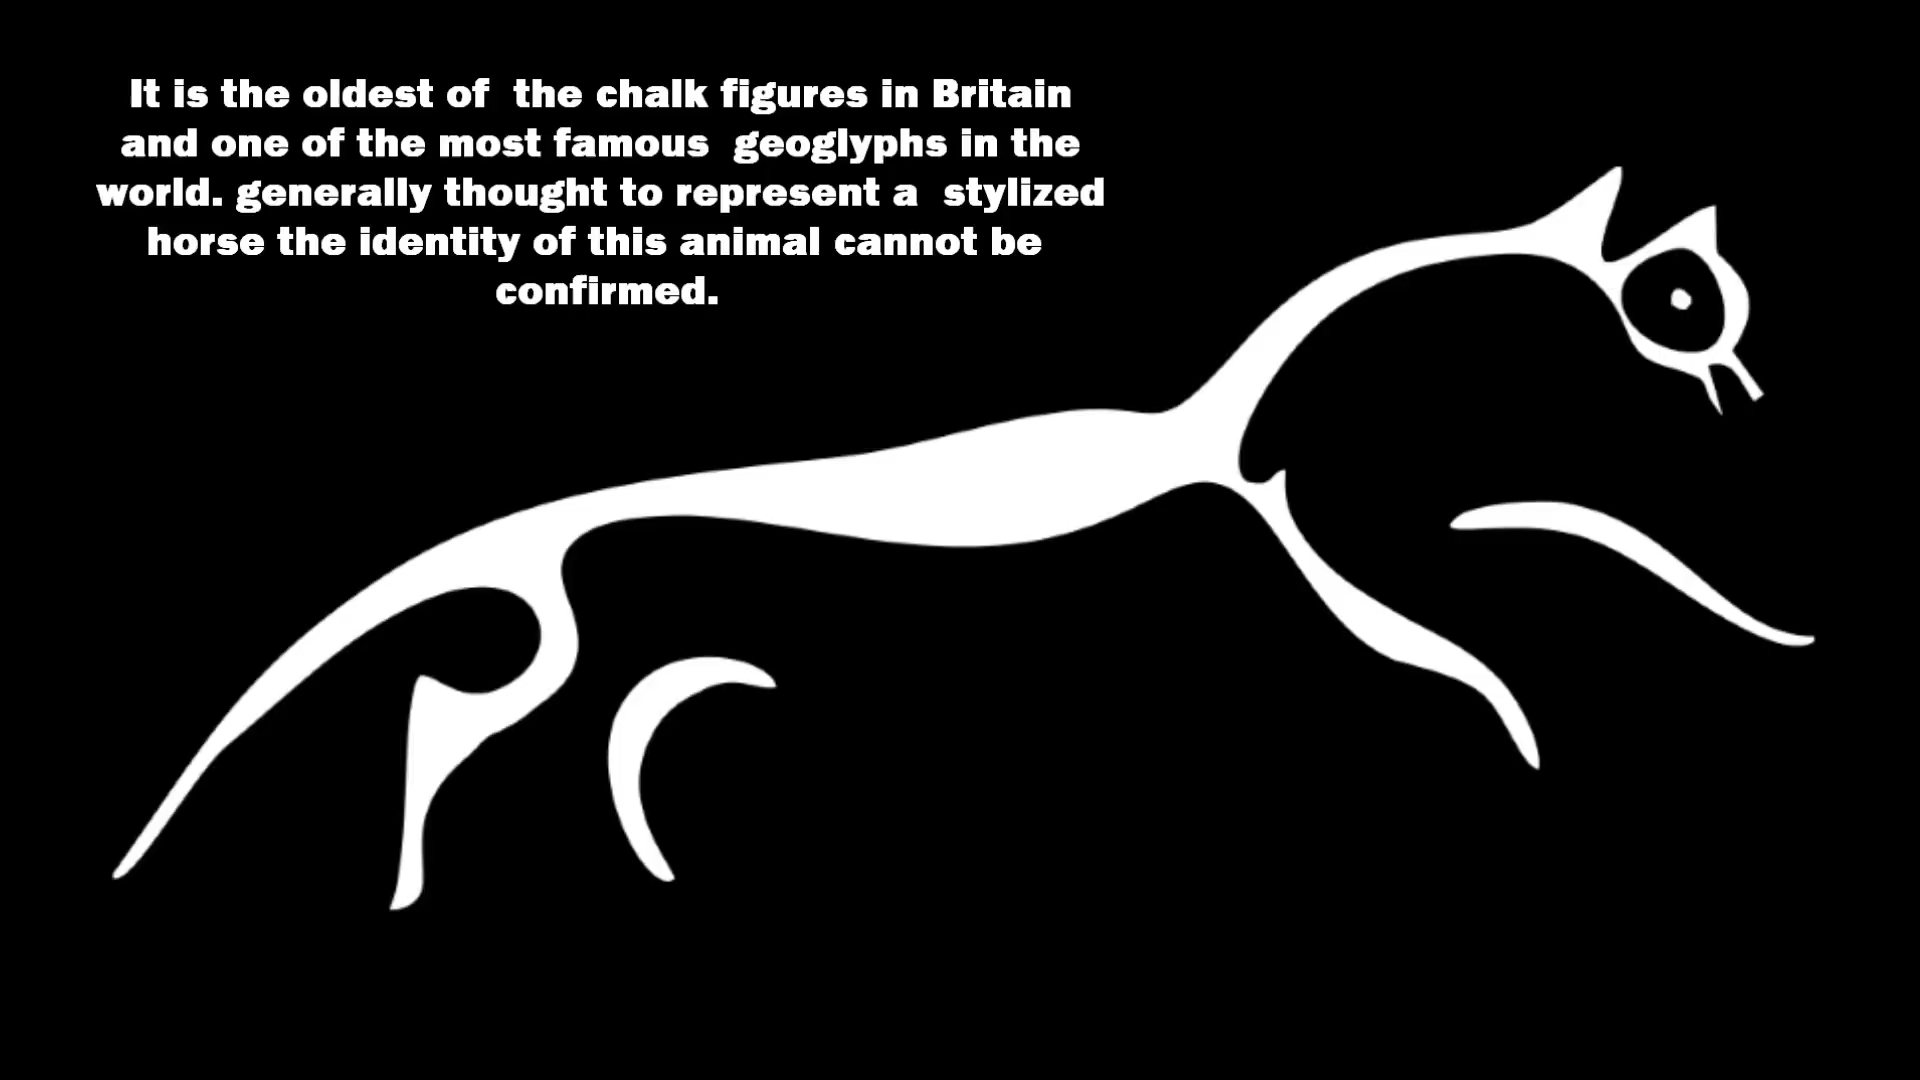 It is the oldest of  the chalk figures in Britain
and one of the most famous  geoglyphs in the
world. generally thought to represent a  stylized
horse the identity of this animal cannot be
confirmed.